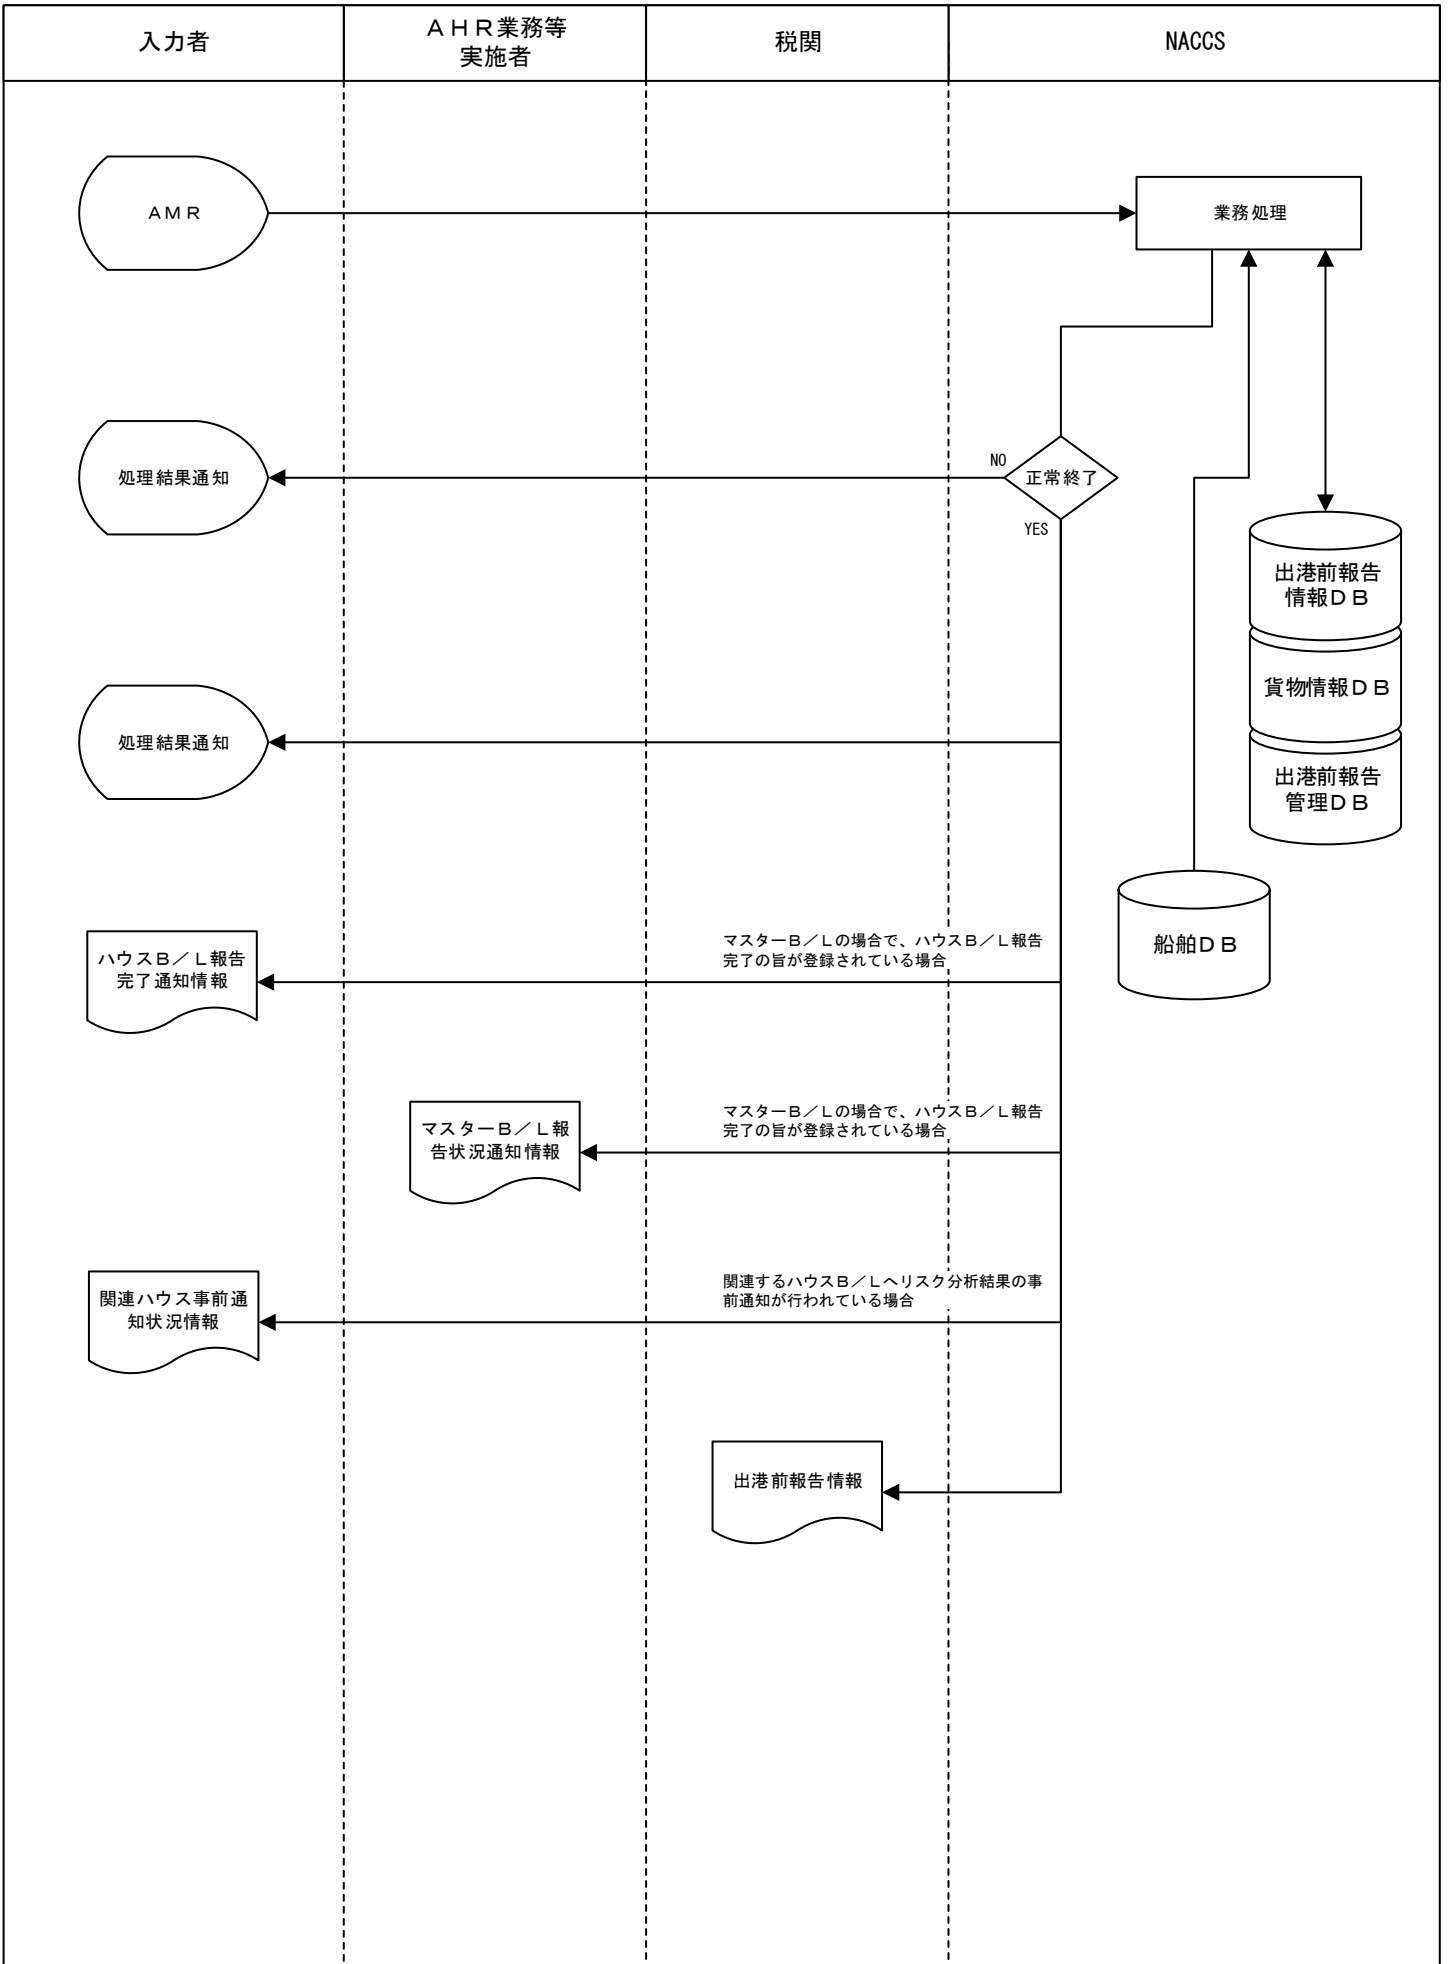 入力者
ＡＨＲ業務等
実施者
税関
NACCS
ＡＭＲ
業務処理
処理結果通知
NO
正常終了
YES
出港前報告
情報ＤＢ
貨物情報ＤＢ
処理結果通知
出港前報告
管理ＤＢ
船舶ＤＢ
マスターＢ／Ｌの場合で、ハウスＢ／Ｌ報告
完了の旨が登録されている場合
ハウスＢ／Ｌ報告
完了通知情報
マスターＢ／Ｌの場合で、ハウスＢ／Ｌ報告
完了の旨が登録されている場合
マスターＢ／Ｌ報
告状況通知情報
関連するハウスＢ／Ｌへリスク分析結果の事
前通知が行われている場合
関連ハウス事前通
知状況情報
出港前報告情報